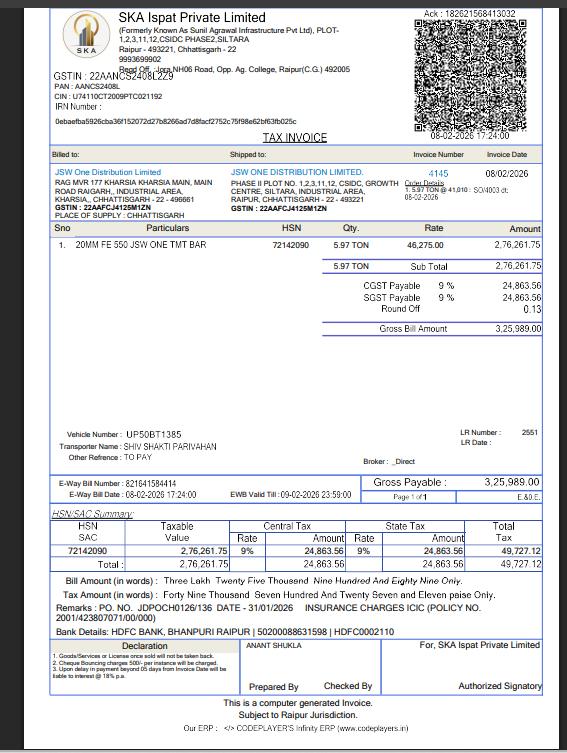 Ack : 182621568413032
SKA Ispat Private Limited
(Formerly Known As Sunil Agrawal Infrastructure Pvt Ltd), PLOT-
1,2,3,11,12,CSIDC PHASE2,SILTARA
Raipur - 493221, Chhattisgarh - 22
9993699902
Regd Off. :Jora,NH06 Road, Opp. Ag. College, Raipur(C.G.) 492005
SKA
GSTIN : 22AANCS2408L2Z9
PAN : AANCS2408L
CIN : U74110CT2009PTC021192
IRN Number :
0ebaefba5926cba36f152072d27b8266ad7d8facf2752c75f98e62bf63fb025c
08-02-2026 17:24:00
TAX INVOICE
Billed to: Shipped to: Invoice Number Invoice Date
JSW One Distribution Limited
RAG MVR 177 KHARSIA KHARSIA MAIN, MAIN
ROAD RAIGARH,, INDUSTRIAL AREA,
KHARSIA,, CHHATTISGARH - 22 - 496661
GSTIN : 22AAFCJ4125M1ZN
PLACE OF SUPPLY : CHHATTISGARH
JSW ONE DISTRIBUTION LIMITED.
PHASE II PLOT NO. 1,2,3,11,12, CSIDC, GROWTH
CENTRE, SILTARA, INDUSTRIAL AREA,
RAIPUR, CHHATTISGARH - 22 - 493221
GSTIN : 22AAFCJ4125M1ZN
4145 08/02/2026
Order Details
1. 5.97 TON @ 41,010 : SO/4003 dt:
08-02-2026
Sno Particulars HSN Qty. Rate Amount
1. 20MM FE 550 JSW ONE TMT BAR 72142090 5.97 TON 46,275.00 2,76,261.75
5.97 TON Sub Total 2,76,261.75
CGST Payable 9 % 24,863.56
SGST Payable 9 % 24,863.56
Round Off 0.13
Gross Bill Amount 3,25,989.00
Vehicle Number : UP50BT1385
Transporter Name : SHIV SHAKTI PARIVAHAN
Other Refrence : TO PAY
LR Number : 2551
LR Date :
Broker : _Direct
E-Way Bill Number : 821641584414
E-Way Bill Date : 08-02-2026 17:24:00 EWB Valid Till :09-02-2026 23:59:00
Gross Payable : 3,25,989.00
Page 1 of 1 E.&O.E.
HSN/SAC Summary:
HSN Taxable Central Tax State Tax Total
SAC Value Rate Amount Rate Amount Tax
72142090 2,76,261.75 9% 24,863.56 9% 24,863.56 49,727.12
Total : 2,76,261.75 24,863.56 24,863.56 49,727.12
Bill Amount (in words) : Three Lakh Twenty Five Thousand Nine Hundred And Eighty Nine Only.
Tax Amount (in words) : Forty Nine Thousand Seven Hundred And Twenty Seven and Eleven paise Only.
Remarks : PO. NO. JDPOCH0126/136 DATE - 31/01/2026 INSURANCE CHARGES ICIC (POLICY NO.
2001/423807071/00/000)
Bank Details: HDFC BANK, BHANPURI RAIPUR | 50200088631598 | HDFC0002110
Declaration
1. Goods/Services or License once sold will not be taken back.
2. Cheque Bouncing charges 500/- per instance will be charged.
3. Upon delay in payment beyond 05 days from Invoice Date will be
liable to interest @ 18% p.a.
ANANT SHUKLA
Prepared By Checked By
For, SKA Ispat Private Limited
Authorized Signatory
This is a computer generated Invoice.
Subject to Raipur Jurisdiction.
Our ERP : </> CODEPLAYER'S Infinity ERP (www.codeplayers.in)